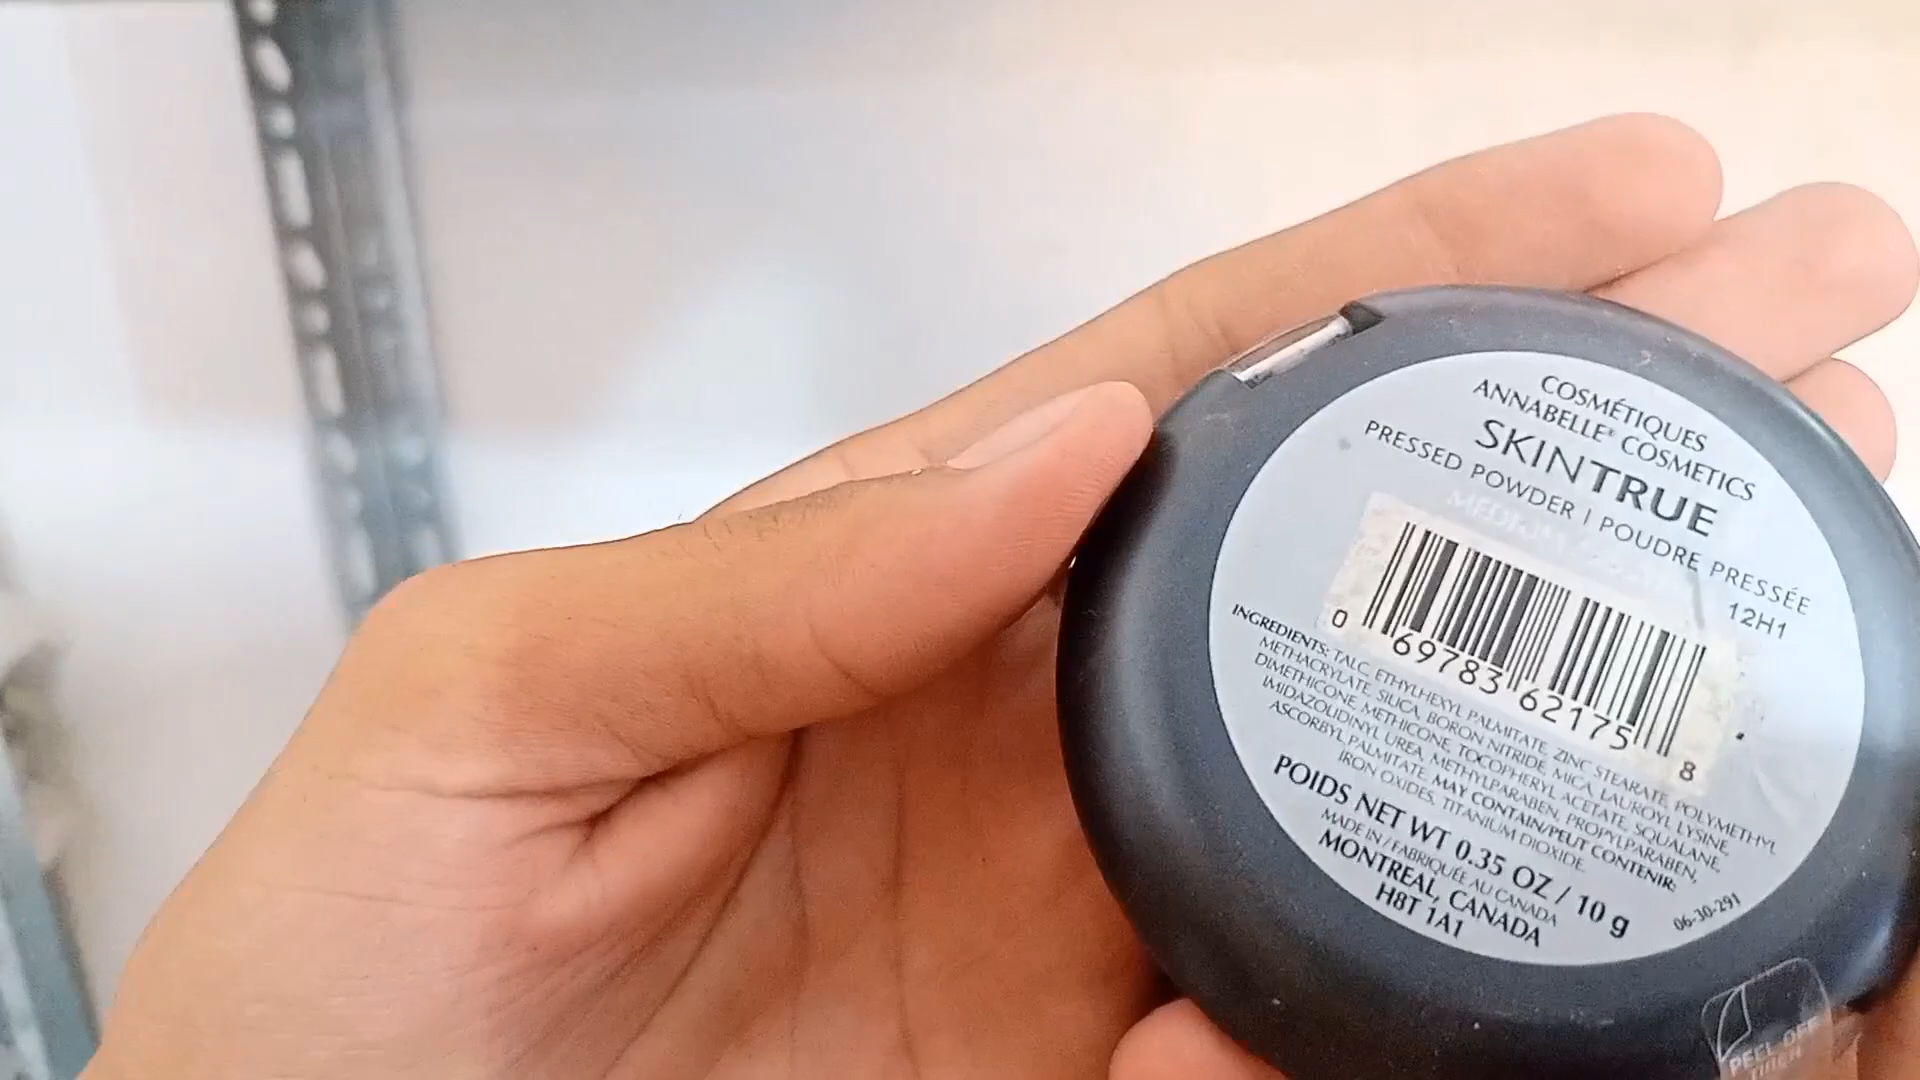 COSMÉTIQUES
ANNABELLE® COSMETICS
SKINTRUE
PRESSED POWDER | POUDRE PRESSÉE
12H1
0 69783 62175 8
INGREDIENTS: TALC, ETHYLHEXYL PALMITATE, ZINC STEARATE, POLYMETHYL
METHACRYLATE, SILICA, BORON NITRIDE, MICA, LAUROYL LYSINE,
DIMETHICONE, METHICONE, TOCOPHERYL ACETATE, SQUALANE,
IMIDAZOLIDINYL UREA, METHYLPARABEN, PROPYLPARABEN,
ASCORBYL PALMITATE. MAY CONTAIN/PEUT CONTENIR:
IRON OXIDES, TITANIUM DIOXIDE.
POIDS NET WT 0.35 OZ / 10 g
MADE IN / FABRIQUÉE AU CANADA
MONTREAL, CANADA
H8T 1A1
06-30-291
PEEL OFF